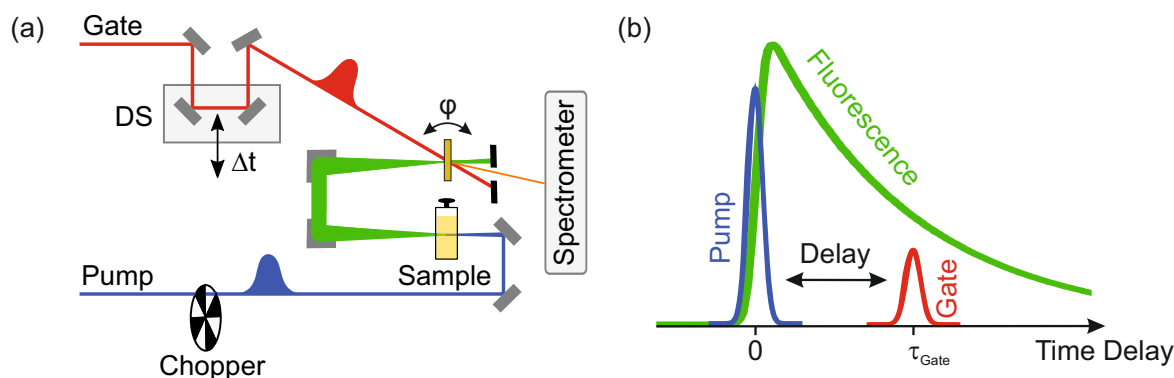 (a)
Gate
DS
Δt
φ
Spectrometer
Sample
Pump
Chopper
(b)
Fluorescence
Pump
Delay
Gate
0
τGate
Time Delay